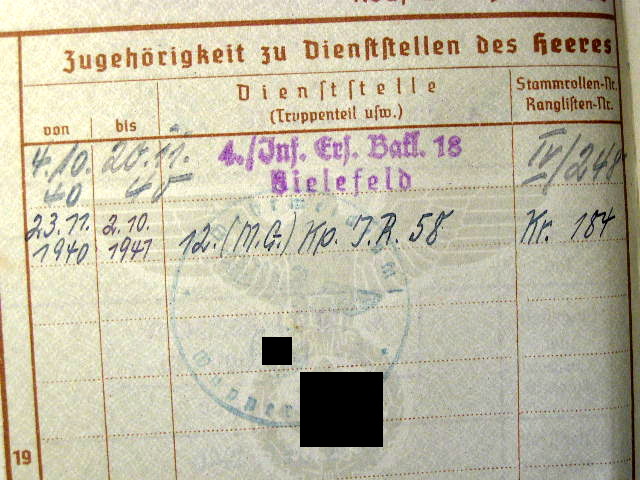 Zugehörigkeit zu Dienststellen des Heeres
von
bis
Dienststelle
(Truppenteil usw.)
Stammrollen-Nr.
Ranglisten-Nr.
4.10.
40
20.11.
40
4./Inf. Ers. Batl. 18
Bielefeld
IV/248
23.11.
1940
2.10.
1941
12. (M.G.) Kp. I.R. 58
Kr. 184
19